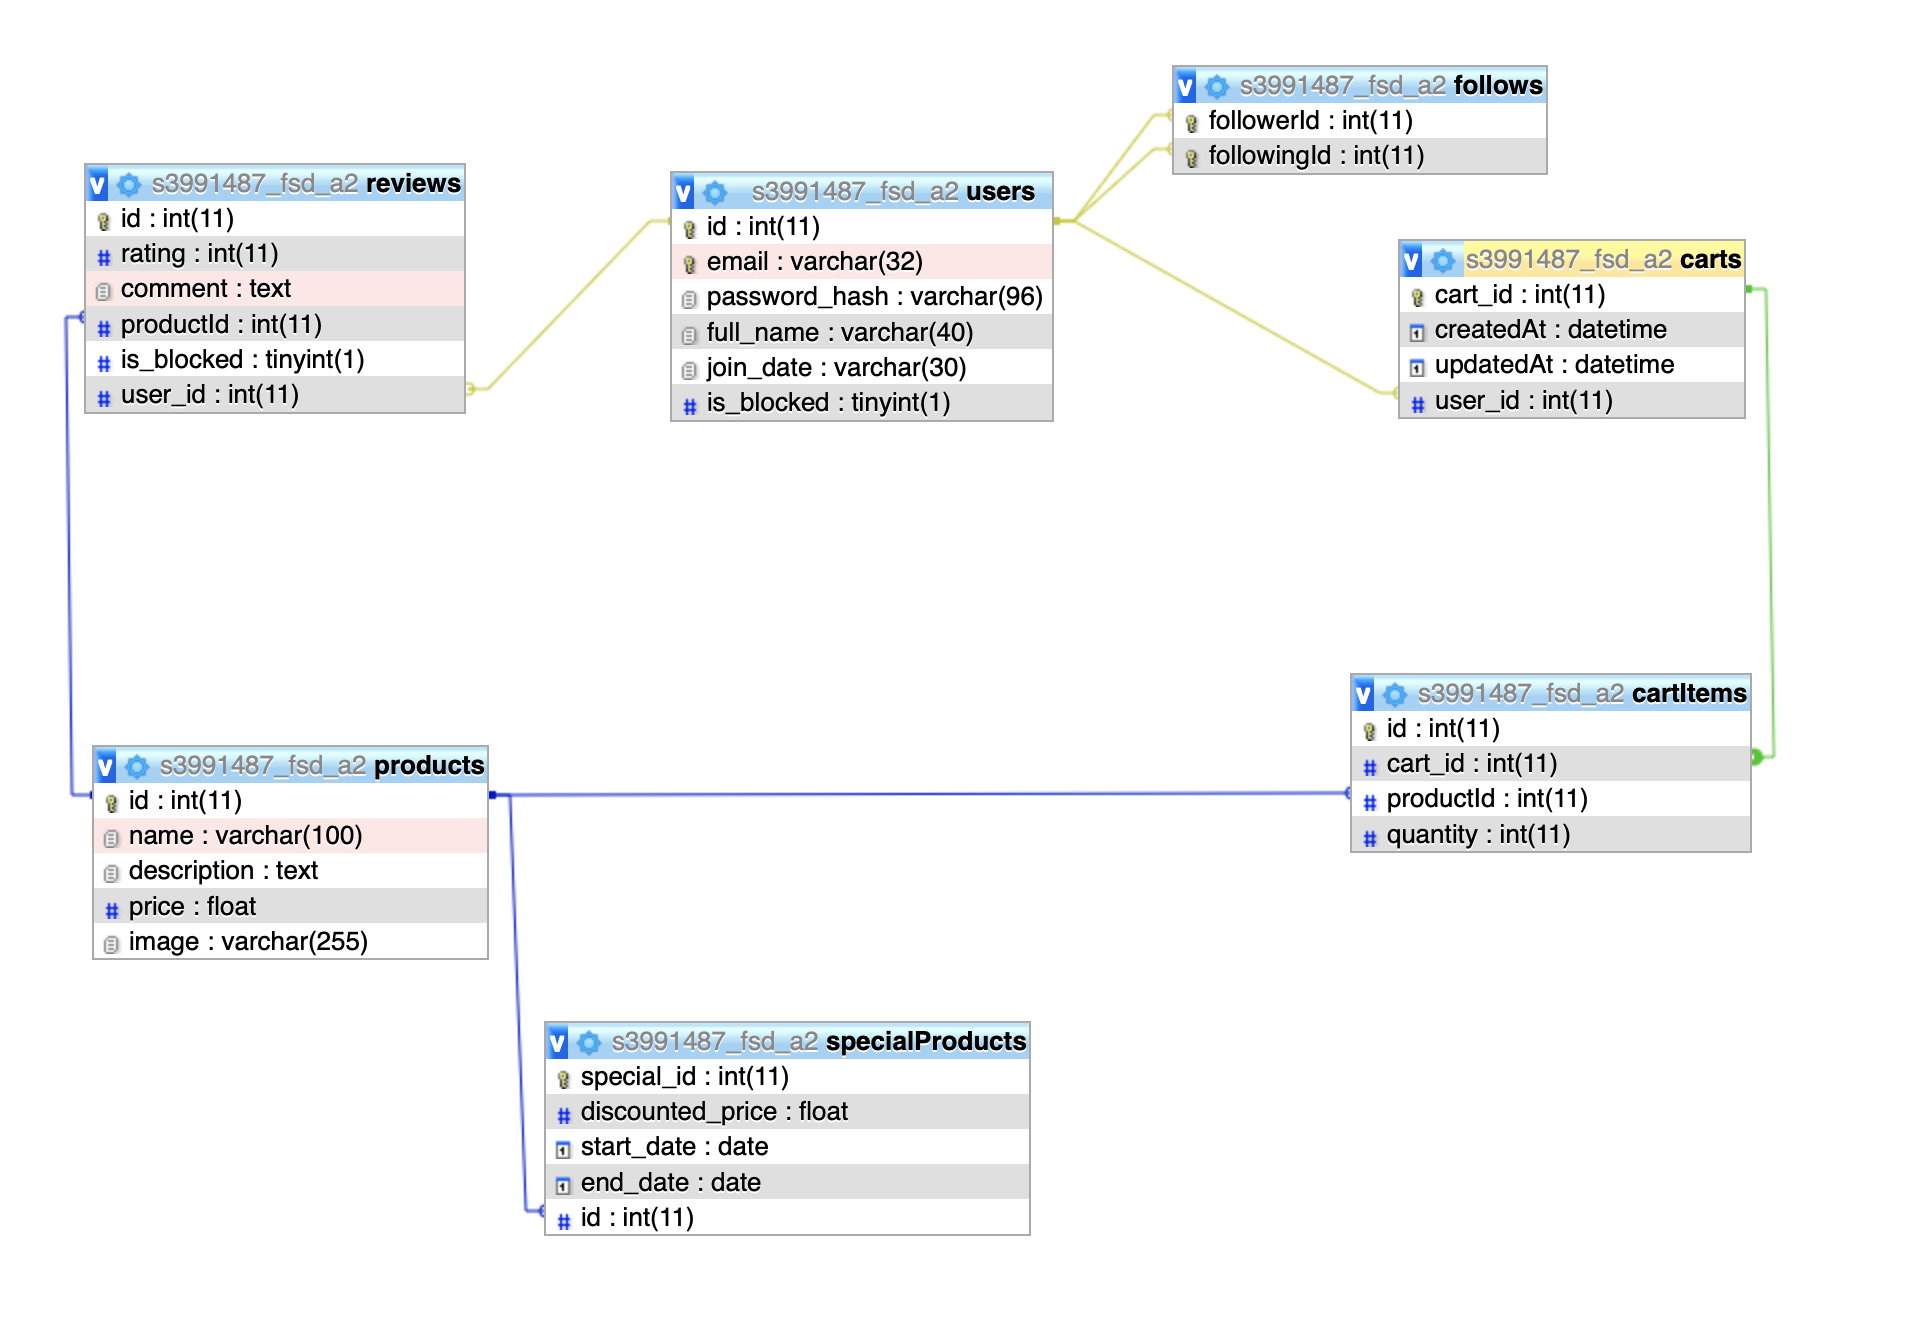 s3991487_fsd_a2 follows
followerId : int(11)
followingId : int(11)
s3991487_fsd_a2 reviews
id : int(11)
rating : int(11)
comment : text
productId : int(11)
is_blocked : tinyint(1)
user_id : int(11)
s3991487_fsd_a2 users
id : int(11)
email : varchar(32)
password_hash : varchar(96)
full_name : varchar(40)
join_date : varchar(30)
is_blocked : tinyint(1)
s3991487_fsd_a2 carts
cart_id : int(11)
createdAt : datetime
updatedAt : datetime
user_id : int(11)
s3991487_fsd_a2 cartItems
id : int(11)
cart_id : int(11)
productId : int(11)
quantity : int(11)
s3991487_fsd_a2 products
id : int(11)
name : varchar(100)
description : text
price : float
image : varchar(255)
s3991487_fsd_a2 specialProducts
special_id : int(11)
discounted_price : float
start_date : date
end_date : date
id : int(11)